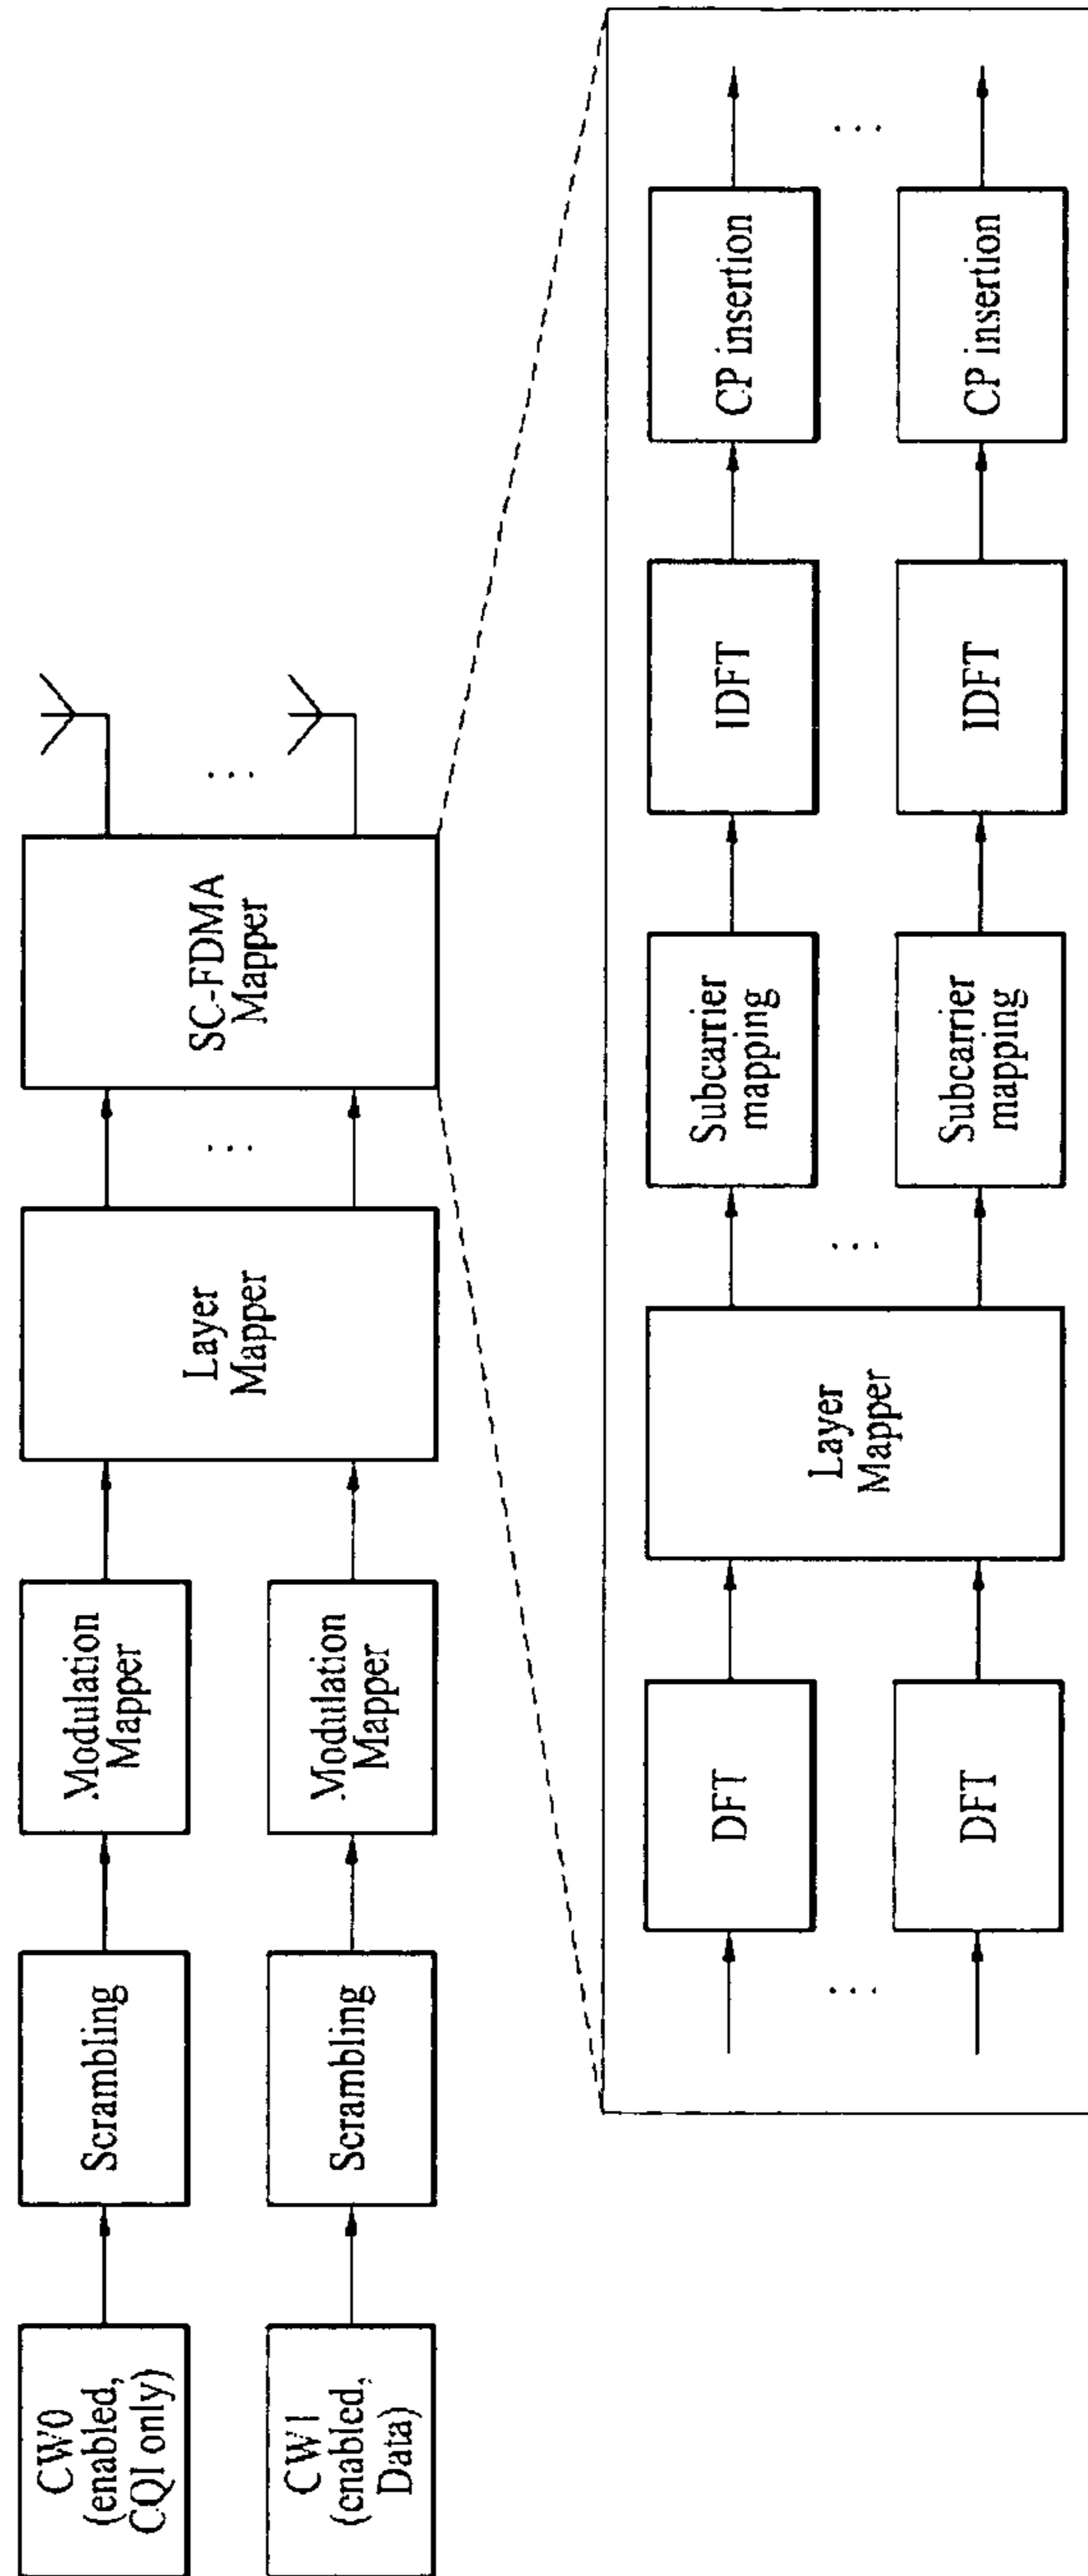 CW0
(enabled,
CQI only)
Scrambling
Modulation
Mapper
Layer
Mapper
SC-FDMA
Mapper
CW1
(enabled,
Data)
Scrambling
Modulation
Mapper
DFT
Layer
Mapper
Subcarrier
mapping
IDFT
CP insertion
DFT
Subcarrier
mapping
IDFT
CP insertion